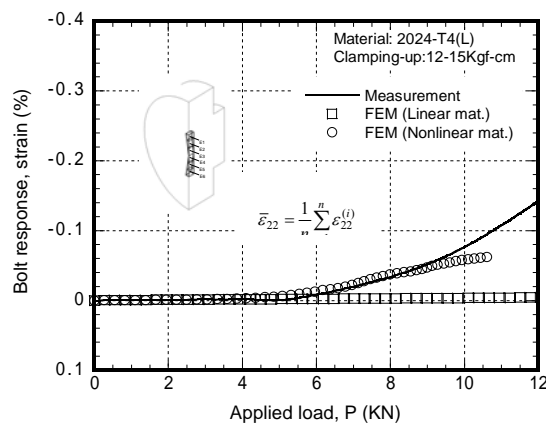 -0.4
-0.3
-0.2
-0.1
0
0.1
0
2
4
6
8
10
12
Bolt response, strain (%)
Applied load, P (KN)
Material: 2024-T4(L)
Clamping-up:12-15Kgf-cm
Measurement
FEM (Linear mat.)
FEM (Nonlinear mat.)
ε̄₂₂ = 1/n Σⁿ ε₂₂⁽ⁱ⁾